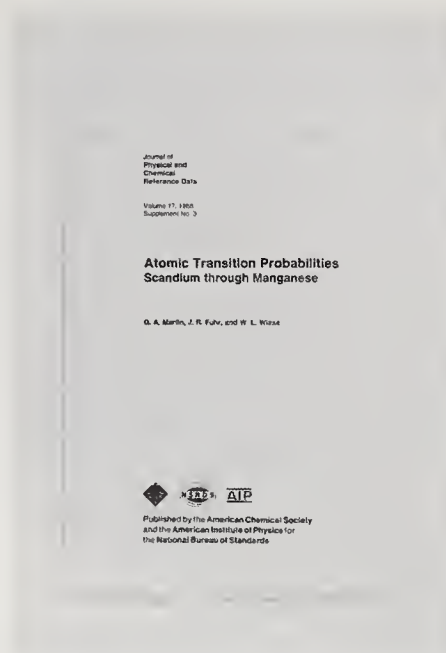 Journal of
Physical and
Chemical
Reference Data
Volume 17, 1988
Supplement No. 3
Atomic Transition Probabilities
Scandium through Manganese
G. A. Martin, J. R. Fuhr, and W. L. Wiese
NSRDS
AIP
Published by the American Chemical Society
and the American Institute of Physics for
the National Bureau of Standards